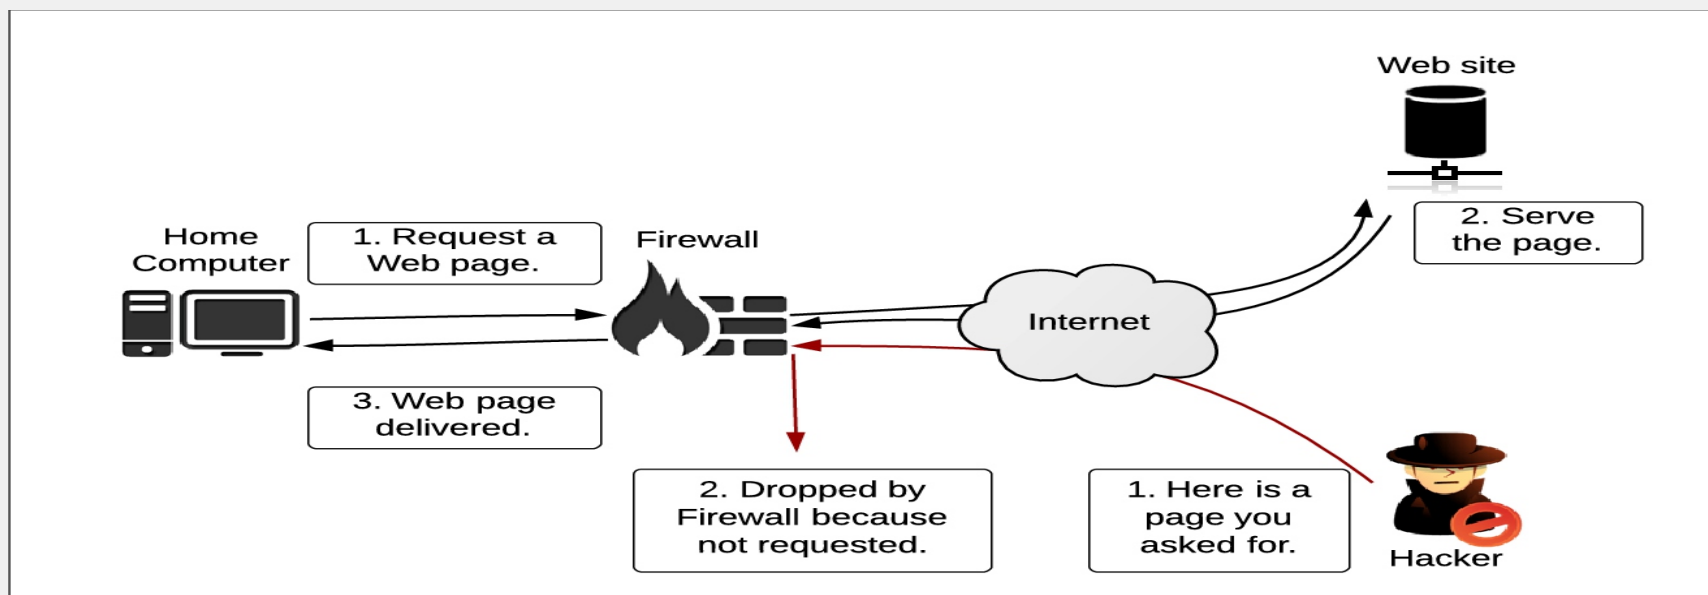 Web site
2. Serve
the page.
Home
Computer
1. Request a
Web page.
Firewall
Internet
3. Web page
delivered.
2. Dropped by
Firewall because
not requested.
1. Here is a
page you
asked for.
Hacker